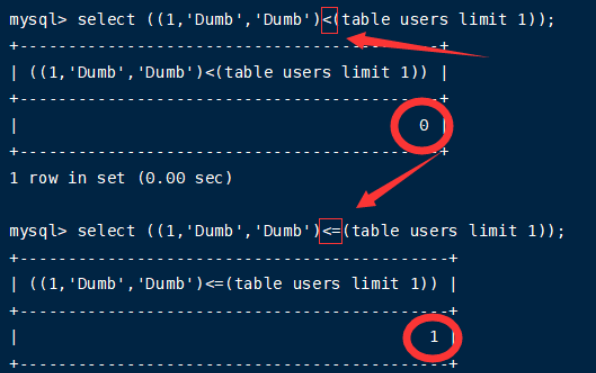 mysql> select ((1,'Dumb','Dumb')<(table users limit 1));
+-------------------------------------------+
| ((1,'Dumb','Dumb')<(table users limit 1)) |
+-------------------------------------------+
| 0 |
+-------------------------------------------+
1 row in set (0.00 sec)
mysql> select ((1,'Dumb','Dumb')<=(table users limit 1));
+--------------------------------------------+
| ((1,'Dumb','Dumb')<=(table users limit 1)) |
+--------------------------------------------+
| 1 |
+--------------------------------------------+